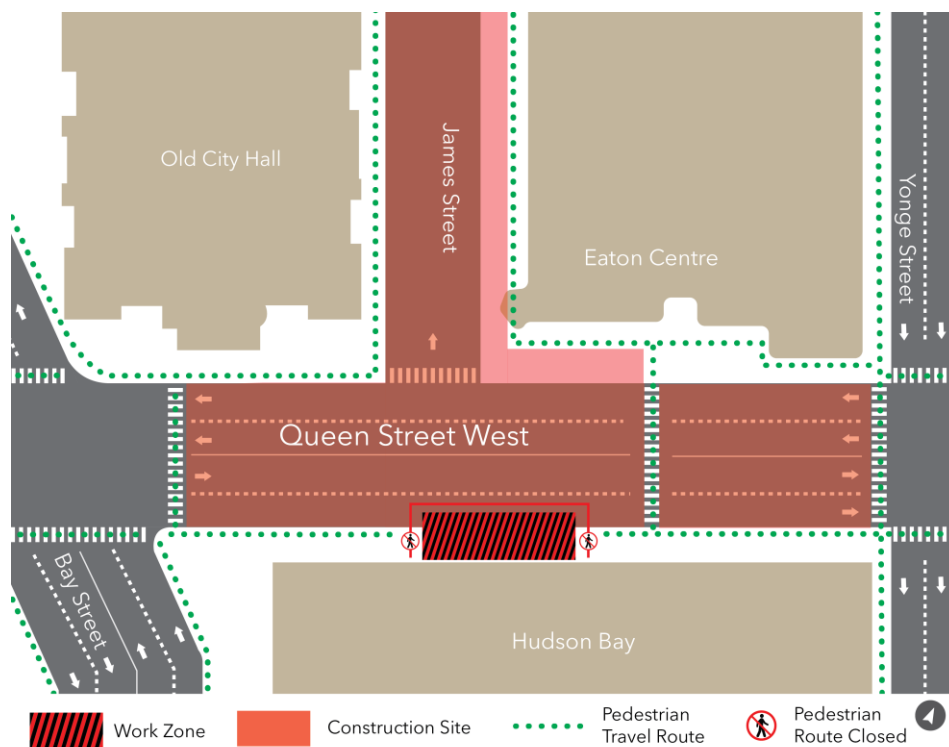 Old City Hall
James Street
Eaton Centre
Yonge Street
Queen Street West
Bay Street
Hudson Bay
Work Zone
Construction Site
Pedestrian
Travel Route
Pedestrian
Route Closed